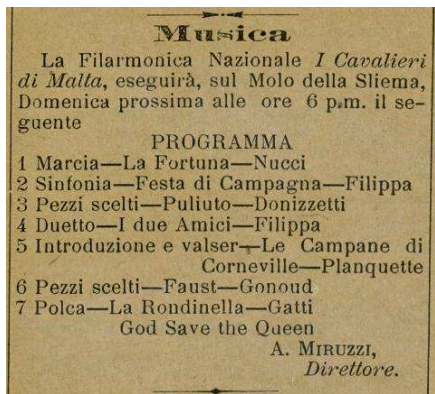 Musica
La Filarmonica Nazionale I Cavalieri
di Malta, eseguirà, sul Molo della Sliema,
Domenica prossima alle ore 6 p.m. il se-
guente
PROGRAMMA
1 Marcia—La Fortuna—Nucci
2 Sinfonia—Festa di Campagna—Filippa
3 Pezzi scelti—Puliuto—Donizzetti
4 Duetto—I due Amici—Filippa
5 Introduzione e valser—Le Campane di
Corneville—Planquette
6 Pezzi scelti—Faust—Gonoud
7 Polca—La Rondinella—Gatti
God Save the Queen
A. MIRUZZI,
Direttore.